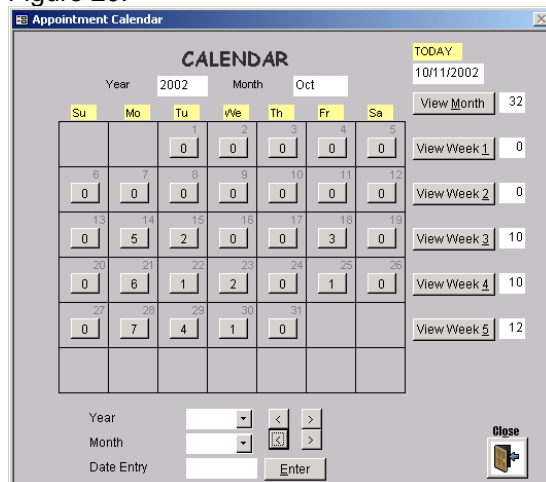 Appointment Calendar
CALENDAR
TODAY
10/11/2002
Year 2002 Month Oct
View Month 32
Su Mo Tu We Th Fr Sa
1 2 3 4 5
0 0 0 0 0
View Week 1 0
6 7 8 9 10 11 12
0 0 0 0 0 0 0
View Week 2 0
13 14 15 16 17 18 19
0 5 2 0 0 3 0
View Week 3 10
20 21 22 23 24 25 26
0 6 1 2 0 1 0
View Week 4 10
27 28 29 30 31
0 7 4 1 0
View Week 5 12
Year < >
Month < >
Date Entry Enter
Close